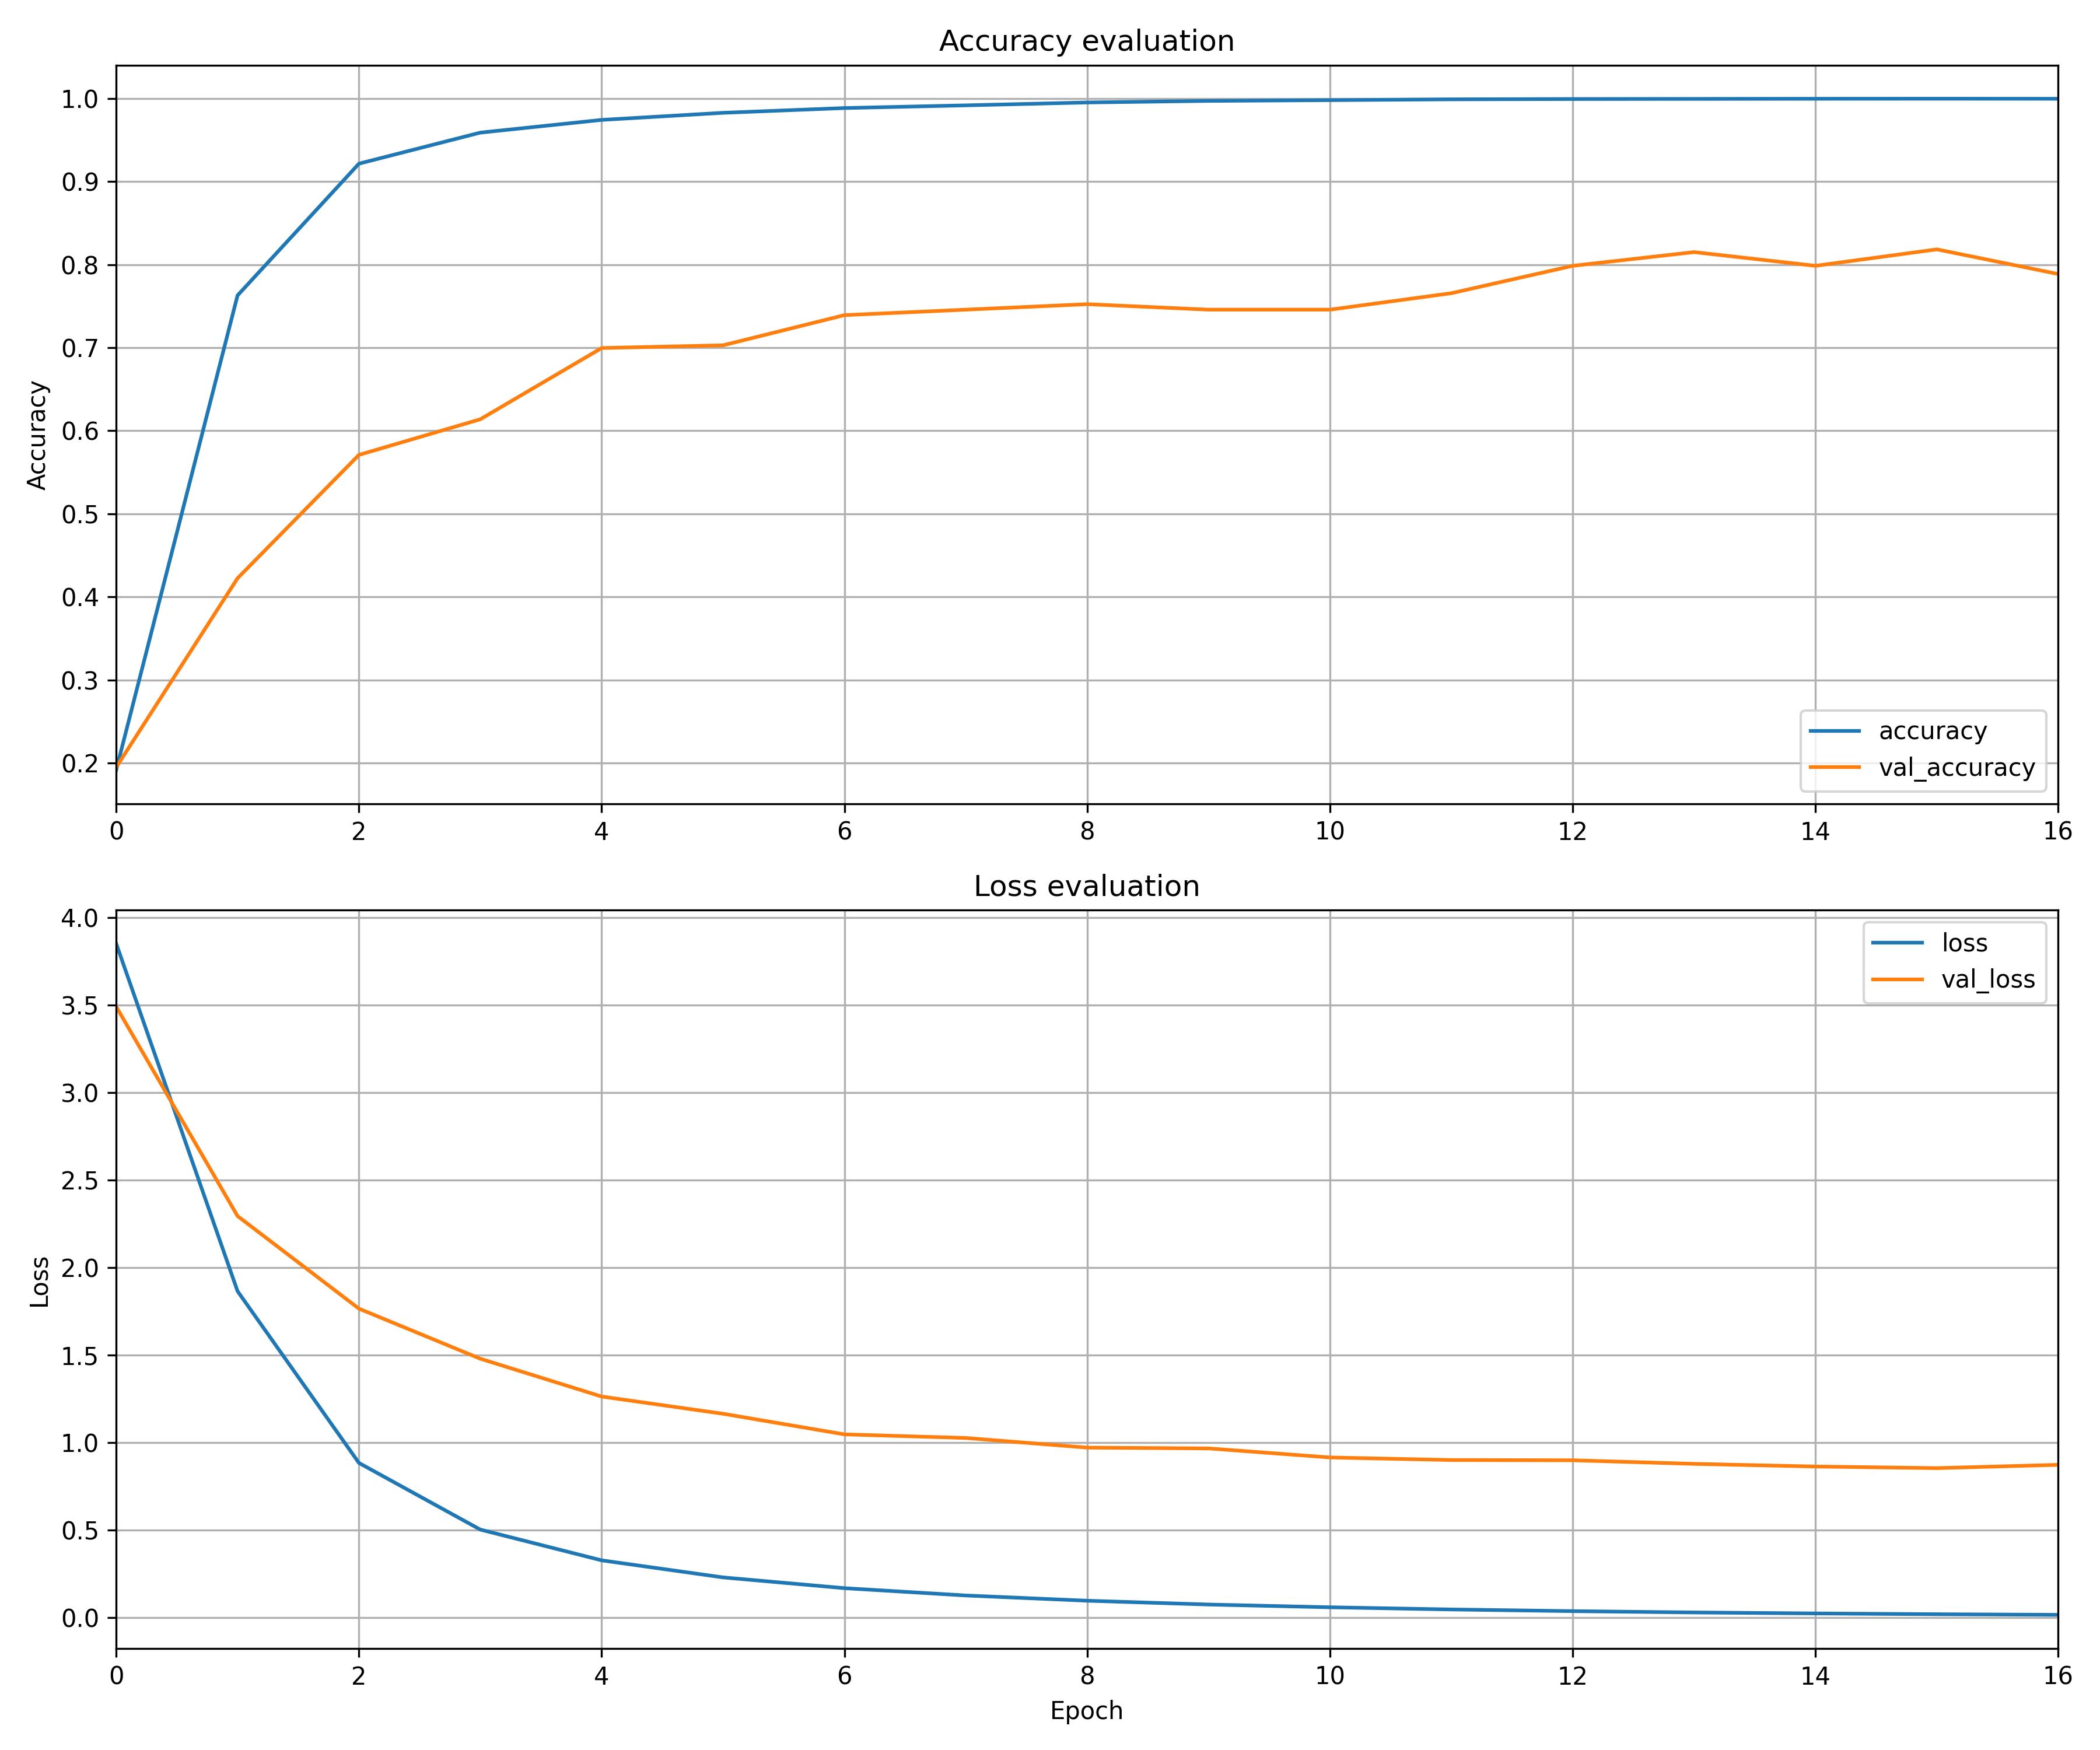 Accuracy evaluation
1.0
0.9
0.8
0.7
0.6
0.5
0.4
0.3
0.2
Accuracy
accuracy
val_accuracy
0 2 4 6 8 10 12 14 16
Loss evaluation
4.0
3.5
3.0
2.5
2.0
1.5
1.0
0.5
0.0
Loss
loss
val_loss
0 2 4 6 8 10 12 14 16
Epoch